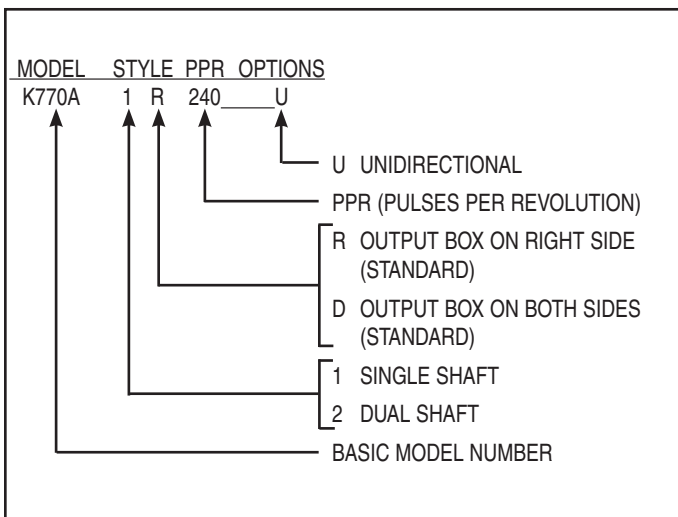 MODEL STYLE PPR OPTIONS
K770A 1 R 240____U
U UNIDIRECTIONAL
PPR (PULSES PER REVOLUTION)
R OUTPUT BOX ON RIGHT SIDE
(STANDARD)
D OUTPUT BOX ON BOTH SIDES
(STANDARD)
1 SINGLE SHAFT
2 DUAL SHAFT
BASIC MODEL NUMBER